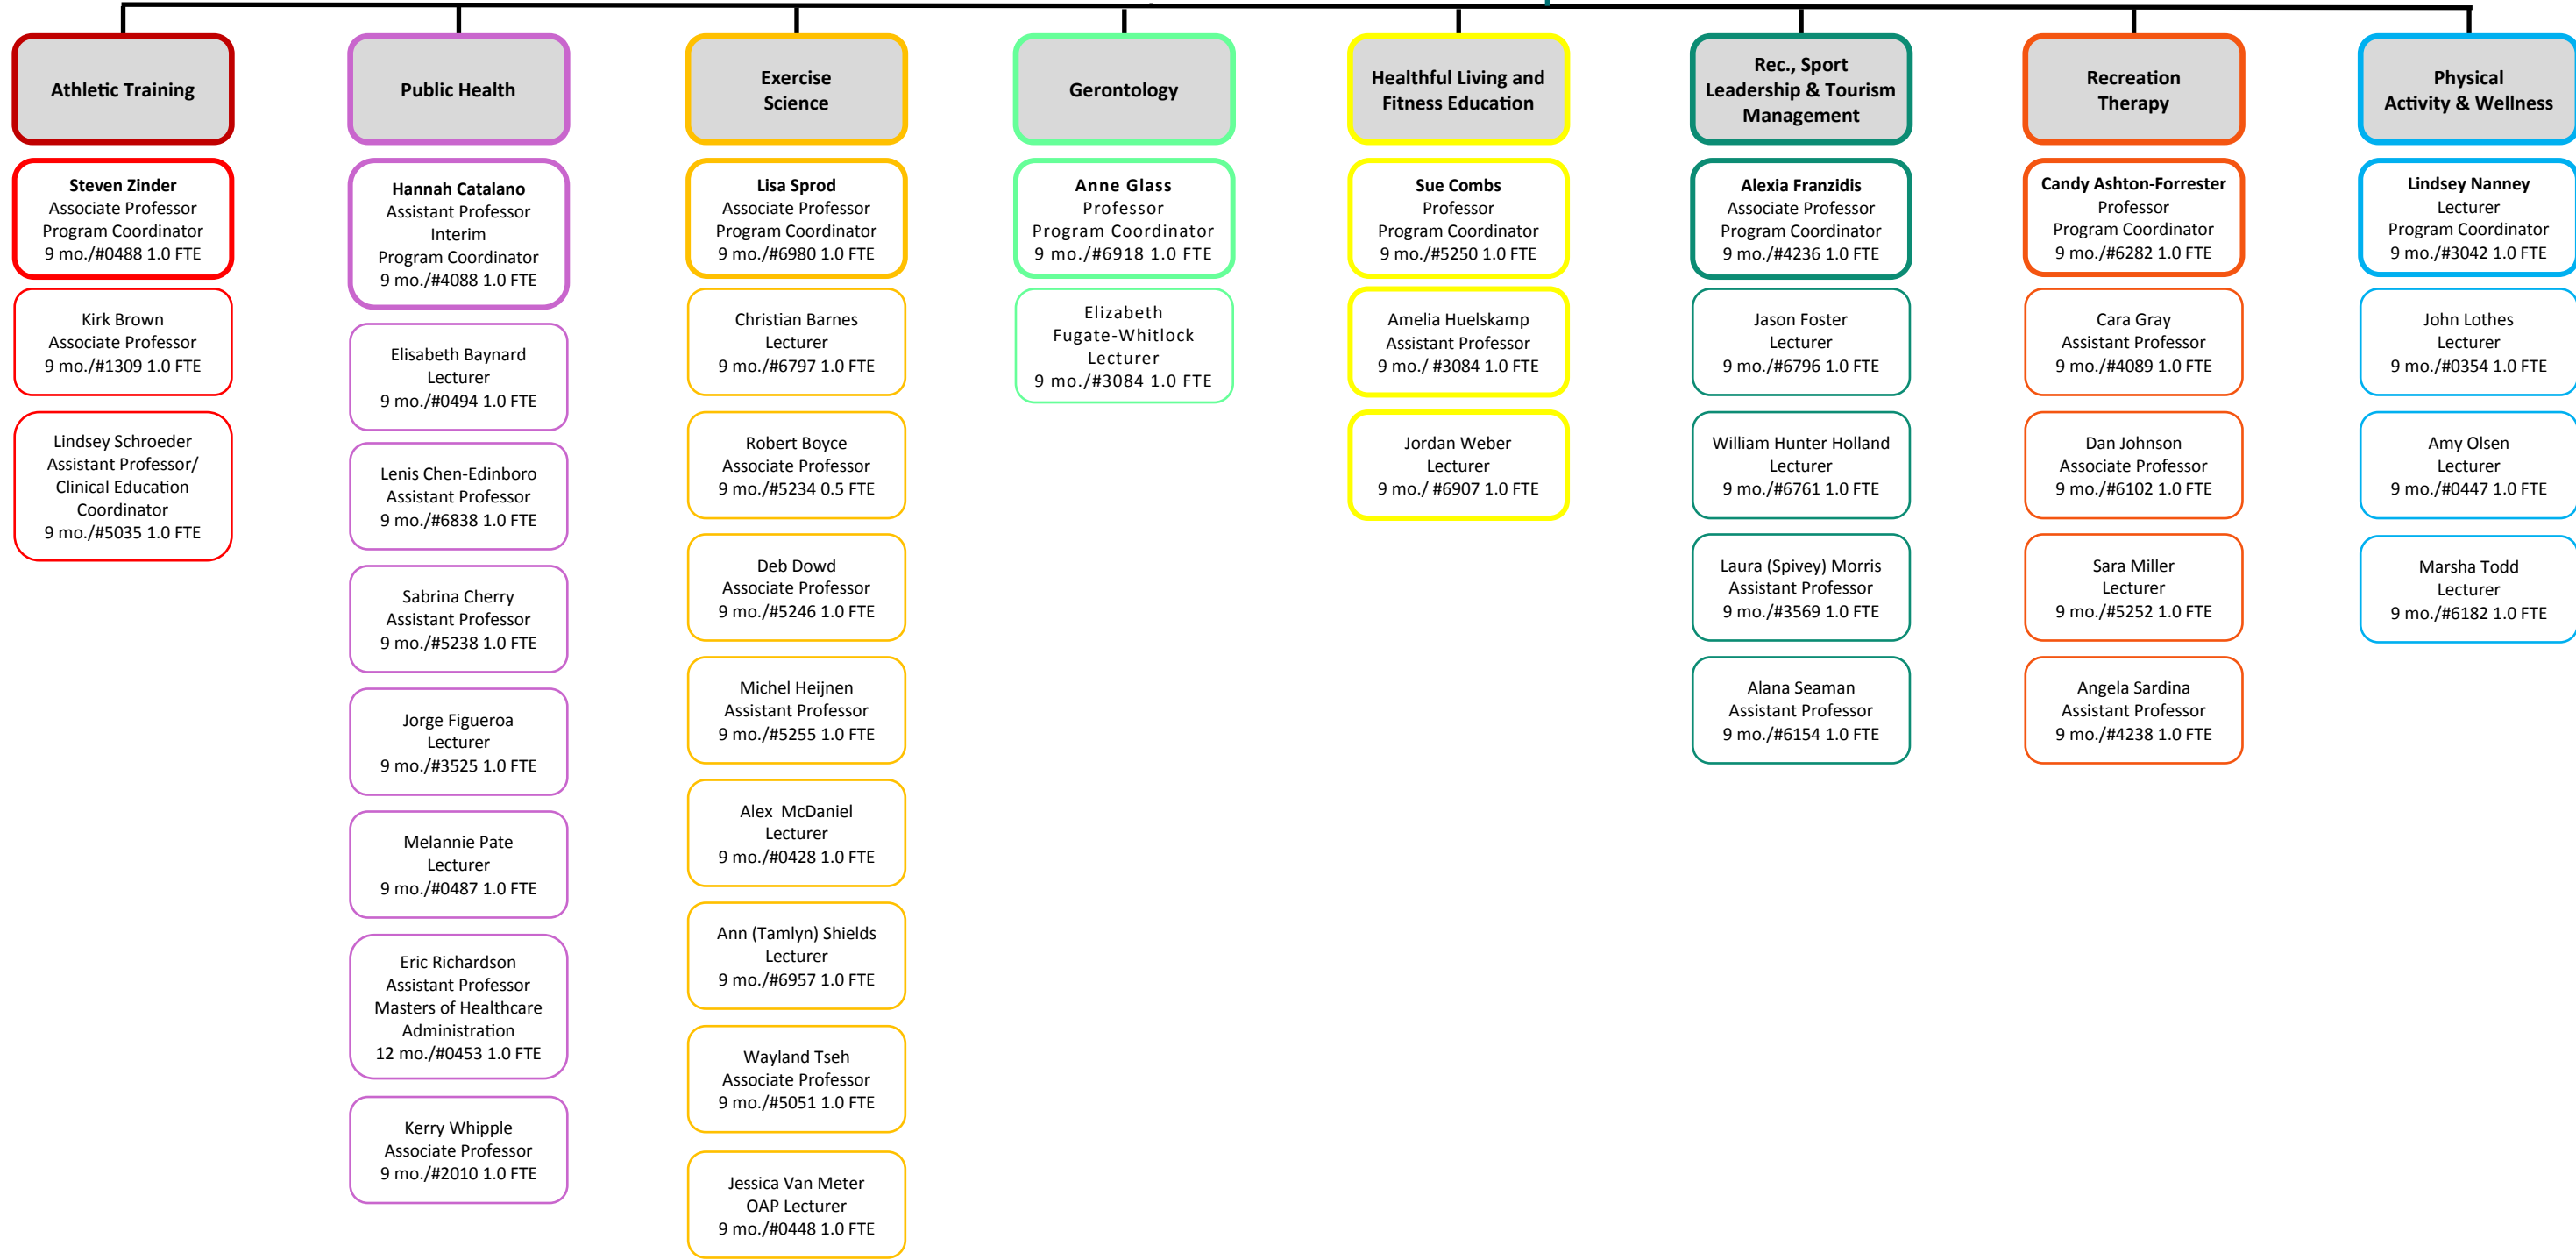 Athletic Training
Steven Zinder
Associate Professor
Program Coordinator
9 mo./#0488 1.0 FTE
Kirk Brown
Associate Professor
9 mo./#1309 1.0 FTE
Lindsey Schroeder
Assistant Professor/
Clinical Education
Coordinator
9 mo./#5035 1.0 FTE
Public Health
Hannah Catalano
Assistant Professor
Interim
Program Coordinator
9 mo./#4088 1.0 FTE
Elisabeth Baynard
Lecturer
9 mo./#0494 1.0 FTE
Lenis Chen-Edinboro
Assistant Professor
9 mo./#6838 1.0 FTE
Sabrina Cherry
Assistant Professor
9 mo./#5238 1.0 FTE
Jorge Figueroa
Lecturer
9 mo./#3525 1.0 FTE
Melannie Pate
Lecturer
9 mo./#0487 1.0 FTE
Eric Richardson
Assistant Professor
Masters of Healthcare
Administration
12 mo./#0453 1.0 FTE
Kerry Whipple
Associate Professor
9 mo./#2010 1.0 FTE
Exercise
Science
Lisa Sprod
Associate Professor
Program Coordinator
9 mo./#6980 1.0 FTE
Christian Barnes
Lecturer
9 mo./#6797 1.0 FTE
Robert Boyce
Associate Professor
9 mo./#5234 0.5 FTE
Deb Dowd
Associate Professor
9 mo./#5246 1.0 FTE
Michel Heijnen
Assistant Professor
9 mo./#5255 1.0 FTE
Alex  McDaniel
Lecturer
9 mo./#0428 1.0 FTE
Ann (Tamlyn) Shields
Lecturer
9 mo./#6957 1.0 FTE
Wayland Tseh
Associate Professor
9 mo./#5051 1.0 FTE
Jessica Van Meter
OAP Lecturer
9 mo./#0448 1.0 FTE
Gerontology
Anne Glass
Professor
Program Coordinator
9 mo./#6918 1.0 FTE
Elizabeth
Fugate-Whitlock
Lecturer
9 mo./#3084 1.0 FTE
Healthful Living and
Fitness Education
Sue Combs
Professor
Program Coordinator
9 mo./#5250 1.0 FTE
Amelia Huelskamp
Assistant Professor
9 mo./ #3084 1.0 FTE
Jordan Weber
Lecturer
9 mo./ #6907 1.0 FTE
Rec., Sport
Leadership & Tourism
Management
Alexia Franzidis
Associate Professor
Program Coordinator
9 mo./#4236 1.0 FTE
Jason Foster
Lecturer
9 mo./#6796 1.0 FTE
William Hunter Holland
Lecturer
9 mo./#6761 1.0 FTE
Laura (Spivey) Morris
Assistant Professor
9 mo./#3569 1.0 FTE
Alana Seaman
Assistant Professor
9 mo./#6154 1.0 FTE
Recreation
Therapy
Candy Ashton-Forrester
Professor
Program Coordinator
9 mo./#6282 1.0 FTE
Cara Gray
Assistant Professor
9 mo./#4089 1.0 FTE
Dan Johnson
Associate Professor
9 mo./#6102 1.0 FTE
Sara Miller
Lecturer
9 mo./#5252 1.0 FTE
Angela Sardina
Assistant Professor
9 mo./#4238 1.0 FTE
Physical
Activity & Wellness
Lindsey Nanney
Lecturer
Program Coordinator
9 mo./#3042 1.0 FTE
John Lothes
Lecturer
9 mo./#0354 1.0 FTE
Amy Olsen
Lecturer
9 mo./#0447 1.0 FTE
Marsha Todd
Lecturer
9 mo./#6182 1.0 FTE